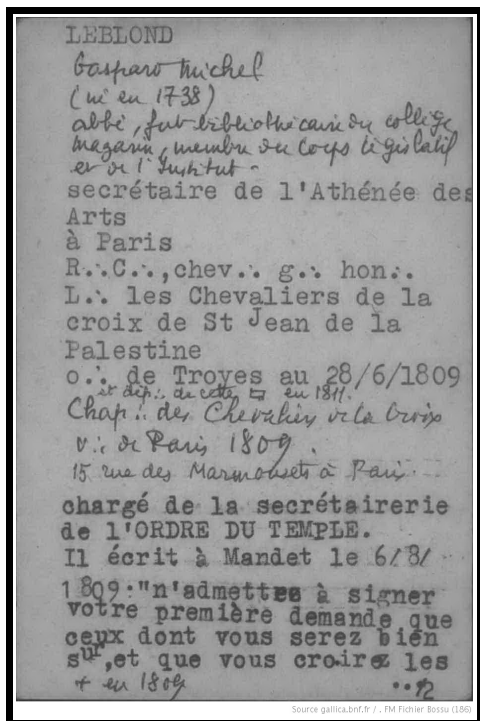 LEBLOND
Gaspard Michel
(né en 1738)
abbé, fut bibliothécaire du collège
Mazarin, membre du Corps législatif
et de l'Institut -
secrétaire de l'Athénée des
Arts
à Paris
R∴C∴,chev∴ g∴ hon∴
L∴ les Chevaliers de la
croix de St Jean de la
Palestine
o∴ de Troyes au 28/6/1809
et dép∴ de cette en 1811.
Chap∴ des Chevaliers de la Croix
v∴ de Paris 1809.
15 rue des Marmousets à Paris.
chargé de la secrétairerie
de l'ORDRE DU TEMPLE.
Il écrit à Mandet le 6/8/
1809:"n'admettes à signer
votre première demande que
ceux dont vous serez bien
sur,et que vous croirez les
+ en 1809
Source gallica.bnf.fr / . FM Fichier Bossu (186)